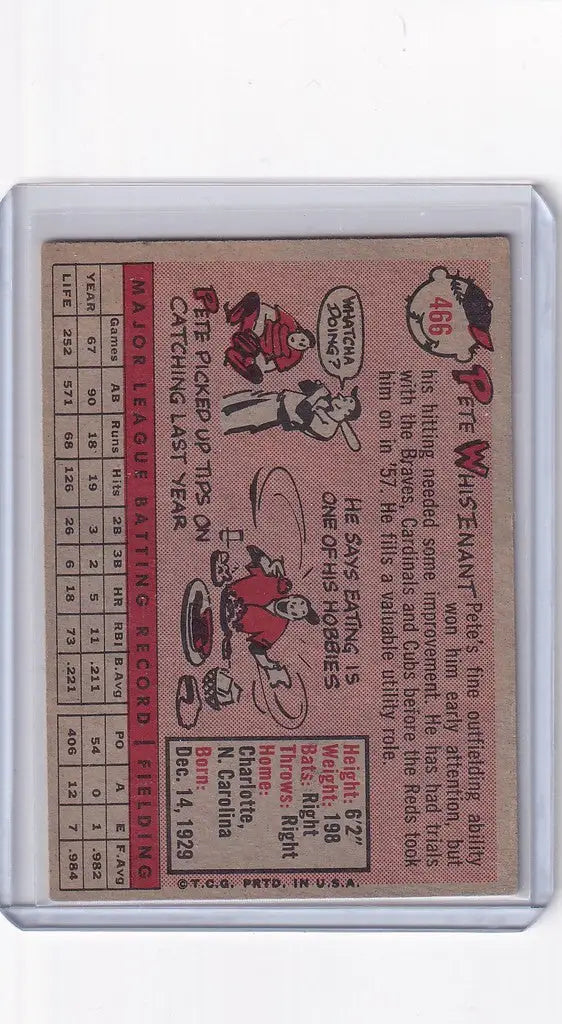 466
PETE WHISENANT
Pete's fine outfielding ability
won him early attention, but
his hitting needed some improvement. He has had trials
with the Braves, Cardinals and Cubs before the Reds took
him on in '57. He fills a valuable utility role.
WHATCHA
DOING?
PETE PICKED UP TIPS ON
CATCHING LAST YEAR
HE SAYS EATING IS
ONE OF HIS HOBBIES
Height: 6'2"
Weight: 198
Bats: Right
Throws: Right
Home:
Charlotte,
N. Carolina
Born:
Dec. 14, 1929
©T.C.G. PRTD. IN U.S.A.
MAJOR LEAGUE BATTING RECORD | FIELDING
Games AB Runs Hits 2B 3B HR RBI B.Avg PO A E F.Avg
YEAR 67 90 18 19 3 2 5 11 .211 54 0 1 .982
LIFE 252 571 68 126 26 6 18 73 .221 406 12 7 .984